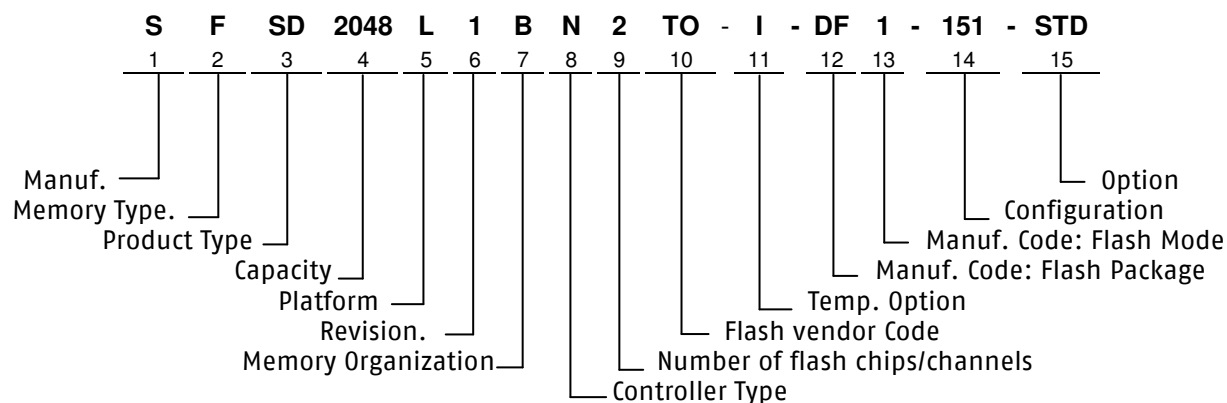 S F SD 2048 L 1 B N 2 TO - I - DF 1 - 151 - STD
1 2 3 4 5 6 7 8 9 10 11 12 13 14 15
Manuf. Option
Memory Type. Configuration
Product Type Manuf. Code: Flash Mode
Capacity Manuf. Code: Flash Package
Platform Temp. Option
Revision. Flash vendor Code
Memory Organization Number of flash chips/channels
Controller Type